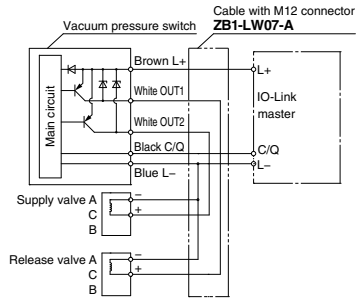 Cable with M12 connector
ZB1-LW07-A
Vacuum pressure switch
Main circuit
Brown L+
White OUT1
White OUT2
Black C/Q
Blue L−
L+
IO-Link
master
C/Q
L−
Supply valve A
C
B
−
+
Release valve A
C
B
−
+